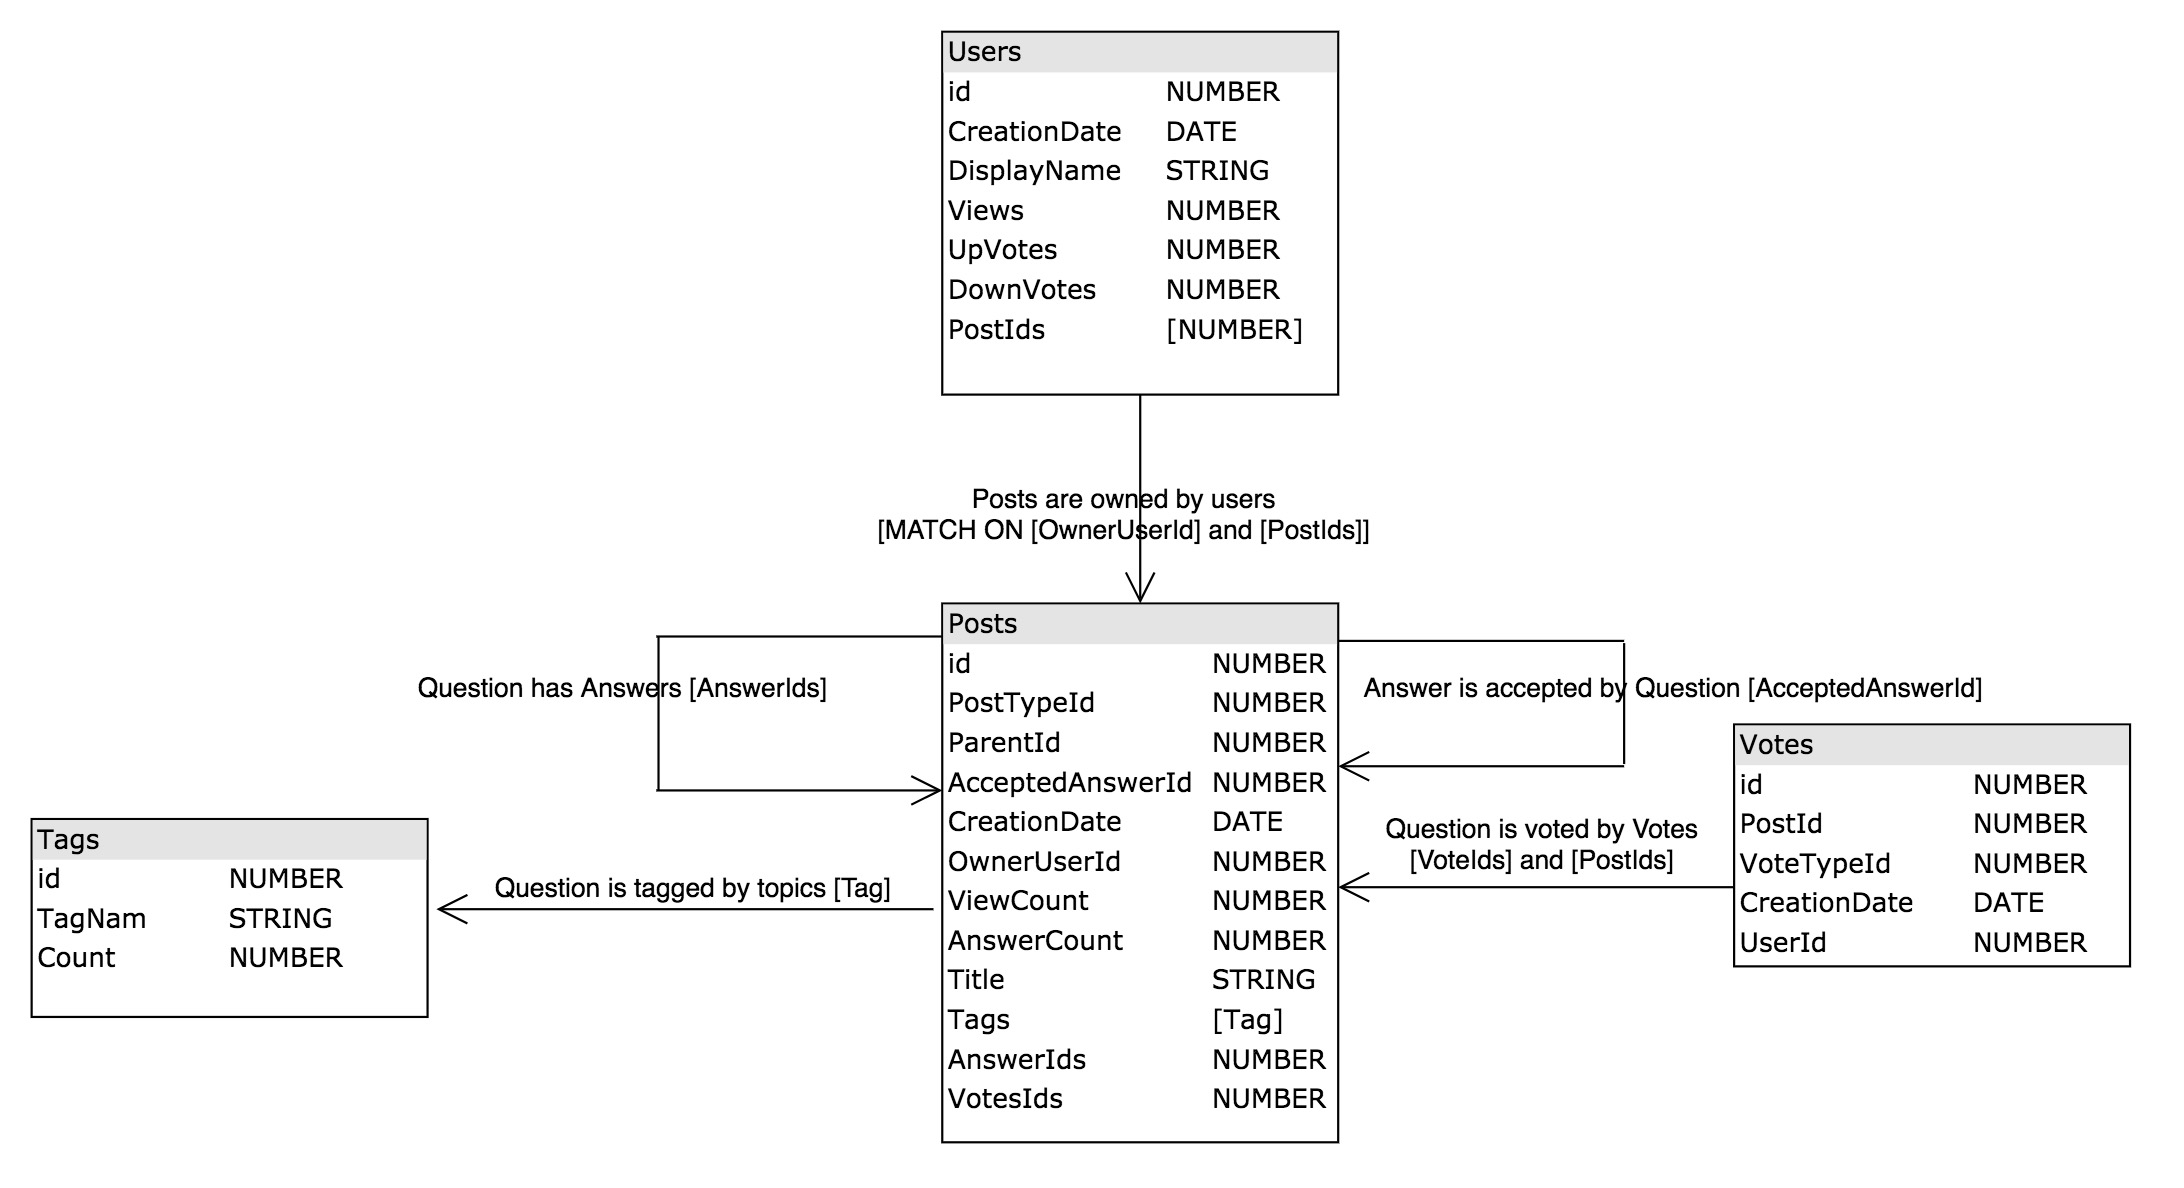 Users
id NUMBER
CreationDate DATE
DisplayName STRING
Views NUMBER
UpVotes NUMBER
DownVotes NUMBER
PostIds [NUMBER]
Posts are owned by users
[MATCH ON [OwnerUserId] and [PostIds]]
Posts
id NUMBER
PostTypeId NUMBER
ParentId NUMBER
AcceptedAnswerId NUMBER
CreationDate DATE
OwnerUserId NUMBER
ViewCount NUMBER
AnswerCount NUMBER
Title STRING
Tags [Tag]
AnswerIds NUMBER
VotesIds NUMBER
Question has Answers [AnswerIds]
Answer is accepted by Question [AcceptedAnswerId]
Votes
id NUMBER
PostId NUMBER
VoteTypeId NUMBER
CreationDate DATE
UserId NUMBER
Question is voted by Votes
[VoteIds] and [PostIds]
Tags
id NUMBER
TagNam STRING
Count NUMBER
Question is tagged by topics [Tag]